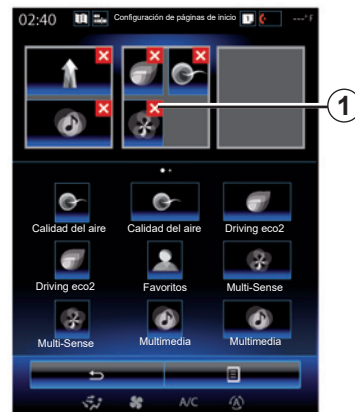 02:40 Configuración de páginas de inicio 1 ---°F
1
Calidad del aire Calidad del aire Driving eco2
Driving eco2 Favoritos Multi-Sense
Multi-Sense Multimedia Multimedia
A/C A